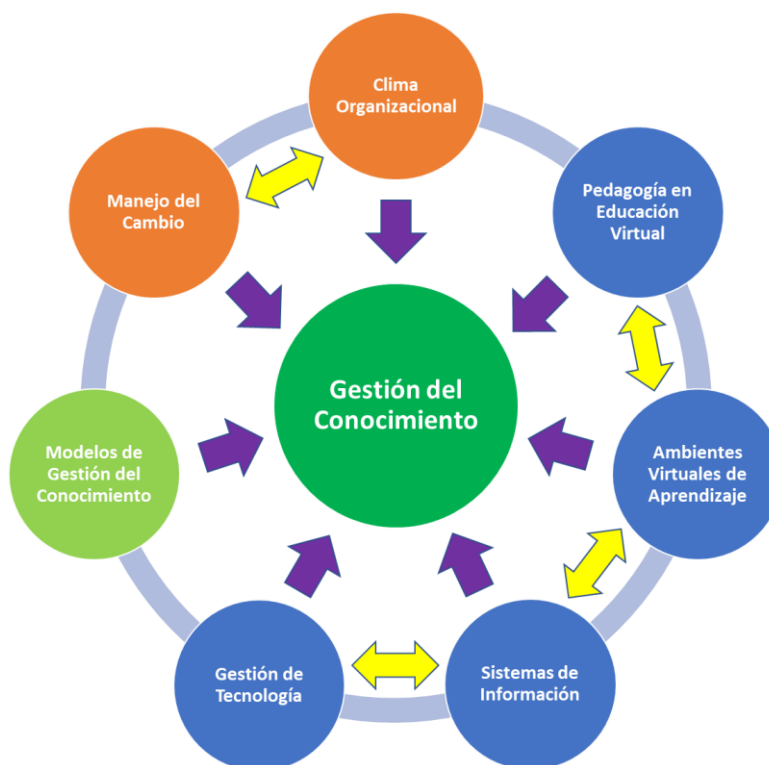 Clima
Organizacional
Pedagogía en
Educación
Virtual
Ambientes
Virtuales de
Aprendizaje
Sistemas de
Información
Gestión de
Tecnología
Modelos de
Gestión del
Conocimiento
Manejo del
Cambio
Gestión del
Conocimiento